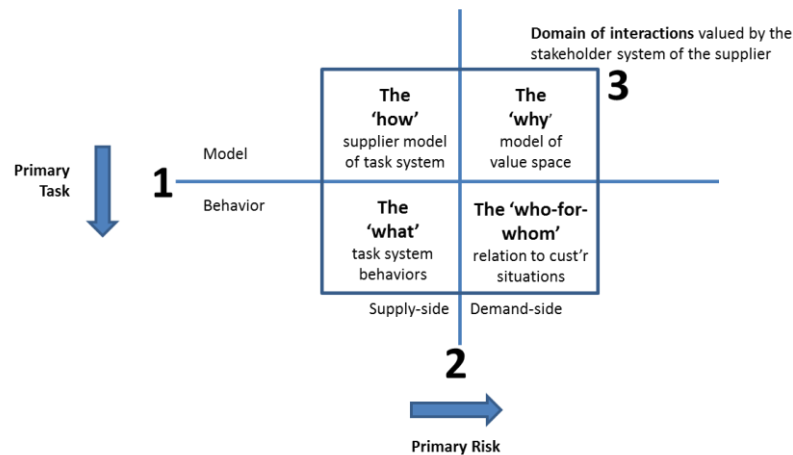 Domain of interactions valued by the
stakeholder system of the supplier
3
The
'how'
supplier model
of task system
The
'why'
model of
value space
Model
Primary
Task
1
Behavior
The
'what'
task system
behaviors
The 'who-for-
whom'
relation to cust'r
situations
Supply-side
Demand-side
2
Primary Risk